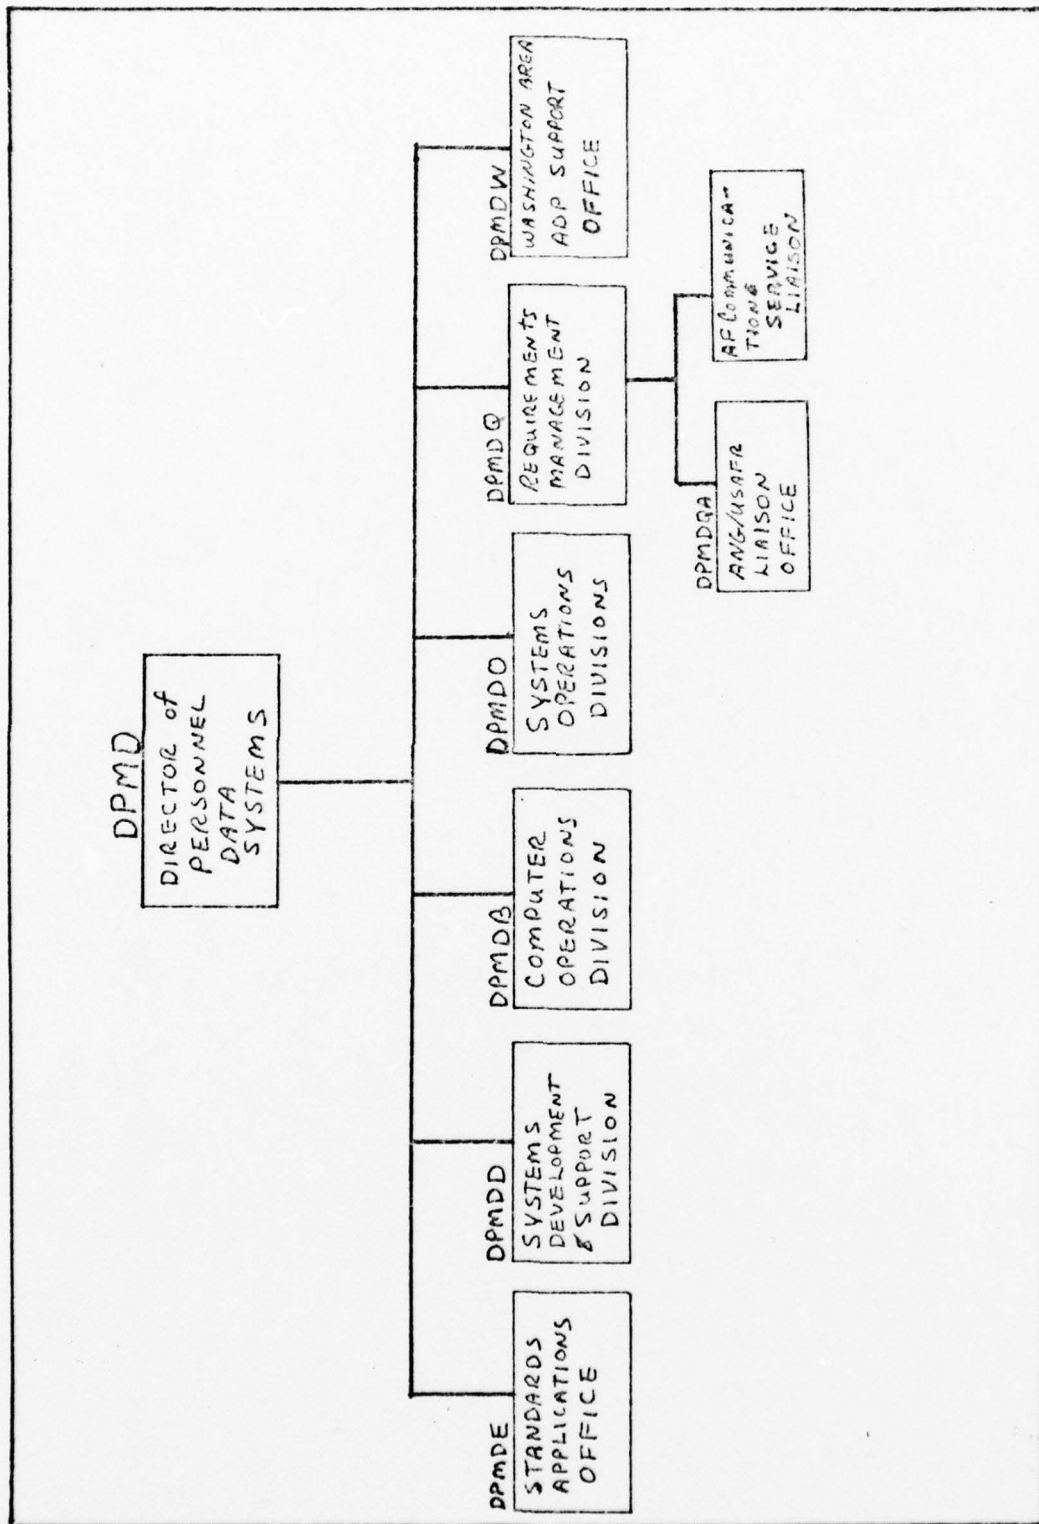 DPMD
DIRECTOR of
PERSONNEL
DATA
SYSTEMS
DPMDE
STANDARDS
APPLICATIONS
OFFICE
DPMDD
SYSTEMS
DEVELOPMENT
& SUPPORT
DIVISION
DPMDB
COMPUTER
OPERATIONS
DIVISION
DPMDO
SYSTEMS
OPERATIONS
DIVISIONS
DPMDQ
REQUIREMENTS
MANAGEMENT
DIVISION
DPMDW
WASHINGTON AREA
ADP SUPPORT
OFFICE
DPMDQA
ANG/USAFR
LIAISON
OFFICE
AF COMMUNICA-
TIONS
SERVICE
LIAISON